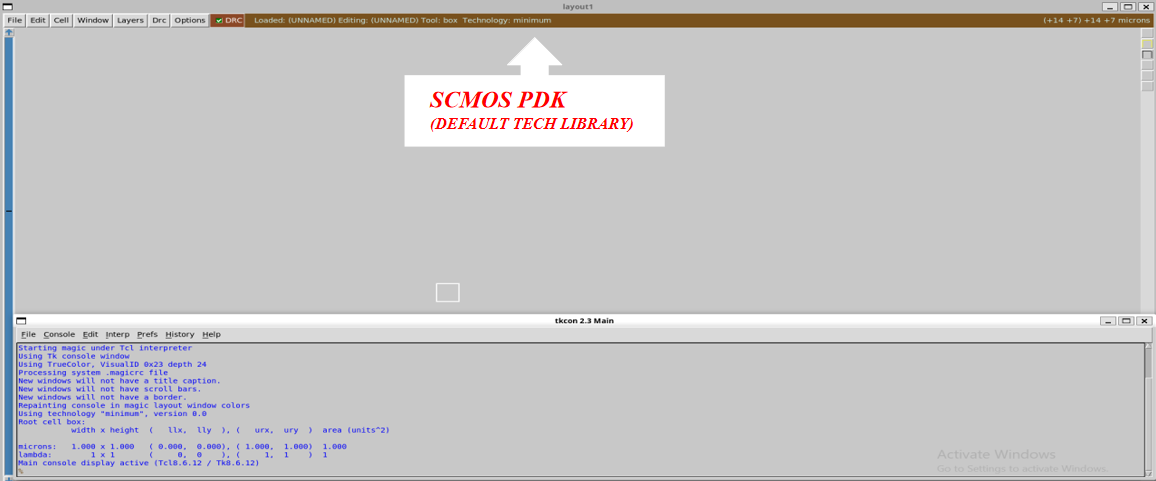 layout1
File Edit Cell Window Layers Drc Options DRC Loaded: (UNNAMED) Editing: (UNNAMED) Tool: box Technology: minimum (+14 +7) +14 +7 microns
SCMOS PDK
(DEFAULT TECH LIBRARY)
tkcon 2.3 Main
File Console Edit Interp Prefs History Help
Starting magic under Tcl interpreter
Using Tk console window
Using TrueColor, VisualID 0x23 depth 24
Processing system .magicrc file
New windows will not have a title caption.
New windows will not have scroll bars.
New windows will not have a border.
Repainting console in magic layout window colors
Using technology "minimum", version 0.0
Root cell box:
width x height ( llx, lly ), ( urx, ury ) area (units^2)
microns: 1.000 x 1.000 ( 0.000, 0.000), ( 1.000, 1.000) 1.000
lambda: 1 x 1 ( 0, 0 ), ( 1, 1 ) 1
Main console display active (Tcl8.6.12 / Tk8.6.12)
%
Activate Windows
Go to Settings to activate Windows.